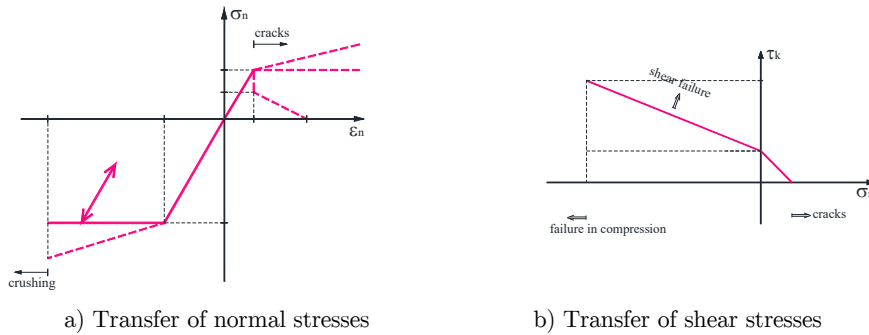 σn
cracks
εn
crushing
a) Transfer of normal stresses
τk
shear failure
σ
cracks
failure in compression
b) Transfer of shear stresses